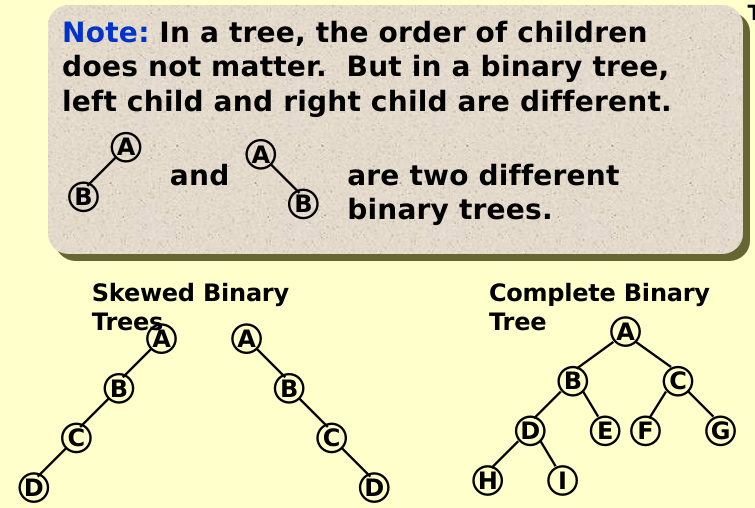 T
Note: In a tree, the order of children
does not matter. But in a binary tree,
left child and right child are different.
A
B
and
A
B
are two different
binary trees.
Skewed Binary
Trees
A
B
C
D
A
B
C
D
Complete Binary
Tree
A
B
C
D
E
F
G
H
I